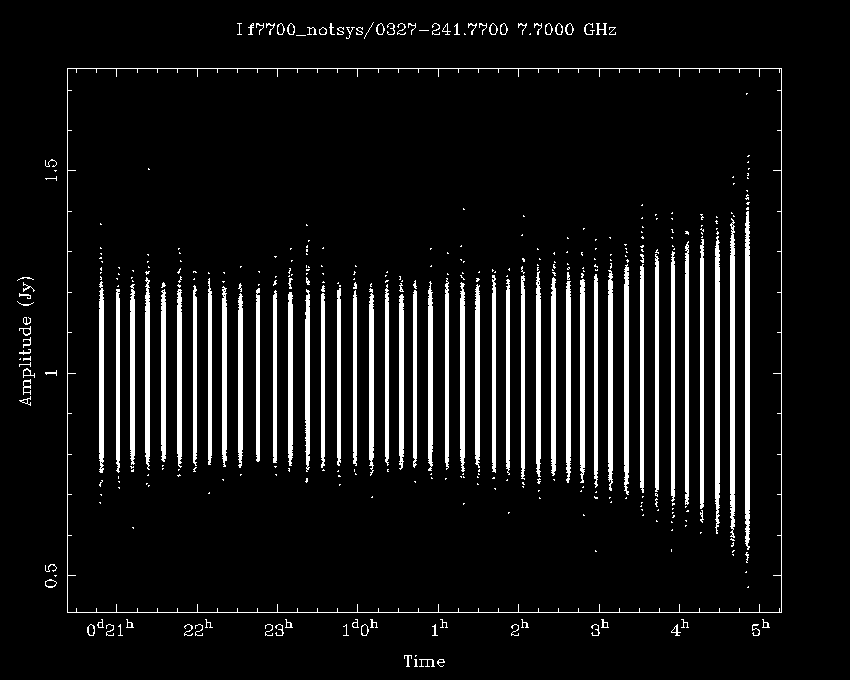 If7700_notsys/0327-241.7700 7.7000 GHz
1.5
Amplitude (Jy)
1
0.5
0ᵈ21ʰ 22ʰ 23ʰ 1ᵈ0ʰ 1ʰ 2ʰ 3ʰ 4ʰ 5ʰ
Time